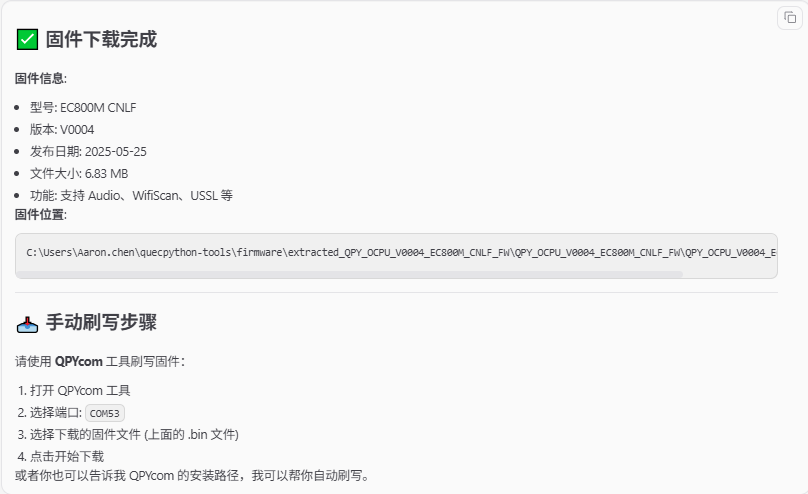 固件下载完成
固件信息:
型号: EC800M CNLF
版本: V0004
发布日期: 2025-05-25
文件大小: 6.83 MB
功能: 支持 Audio、WifiScan、USSL 等
固件位置:
C:\Users\Aaron.chen\quecpython-tools\firmware\extracted_QPY_OCPU_V0004_EC800M_CNLF_FW\QPY_OCPU_V0004_EC800M_CNLF_FW\QPY_OCPU_V0004_E
手动刷写步骤
请使用 QPYcom 工具刷写固件:
1. 打开 QPYcom 工具
2. 选择端口: COM53
3. 选择下载的固件文件 (上面的 .bin 文件)
4. 点击开始下载
或者你也可以告诉我 QPYcom 的安装路径，我可以帮你自动刷写。